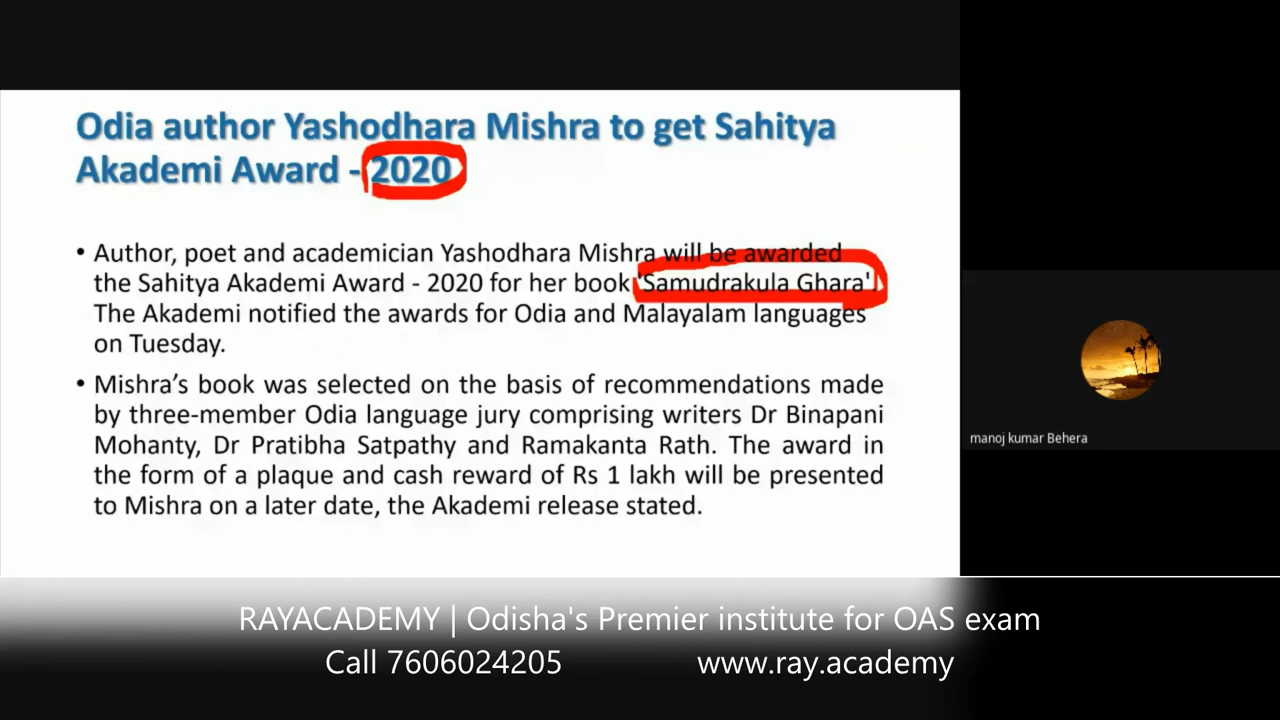 Odia author Yashodhara Mishra to get Sahitya
Akademi Award - 2020
• Author, poet and academician Yashodhara Mishra will be awarded
the Sahitya Akademi Award - 2020 for her book 'Samudrakula Ghara'.
The Akademi notified the awards for Odia and Malayalam languages
on Tuesday.
• Mishra's book was selected on the basis of recommendations made
by three-member Odia language jury comprising writers Dr Binapani
Mohanty, Dr Pratibha Satpathy and Ramakanta Rath. The award in
the form of a plaque and cash reward of Rs 1 lakh will be presented
to Mishra on a later date, the Akademi release stated.
manoj kumar Behera
RAYACADEMY | Odisha's Premier institute for OAS exam
Call 7606024205 www.ray.academy